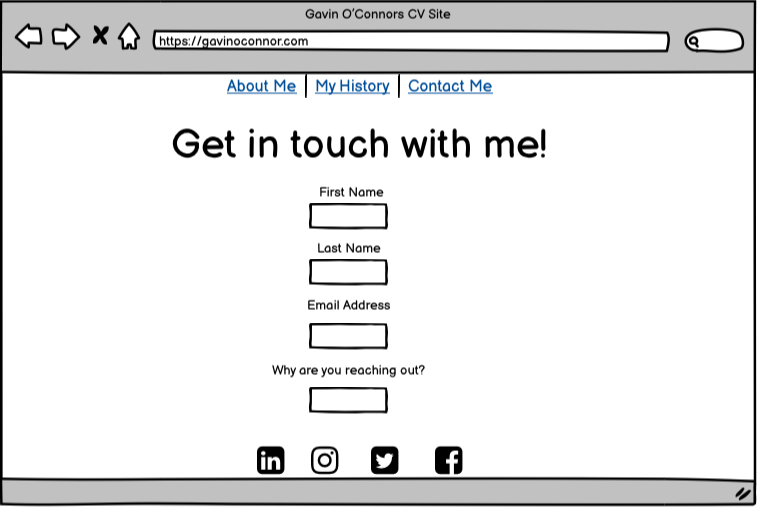 Gavin O'Connors CV Site
https://gavinoconnor.com
About Me | My History | Contact Me
Get in touch with me!
First Name
Last Name
Email Address
Why are you reaching out?
in